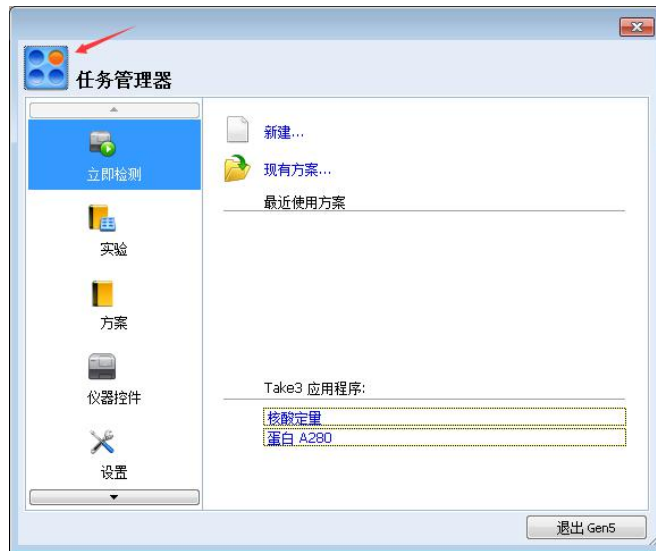 任务管理器
立即检测
实验
方案
仪器控件
设置
新建...
现有方案...
最近使用方案
Take3 应用程序:
核酸定量
蛋白 A280
退出 Gen5